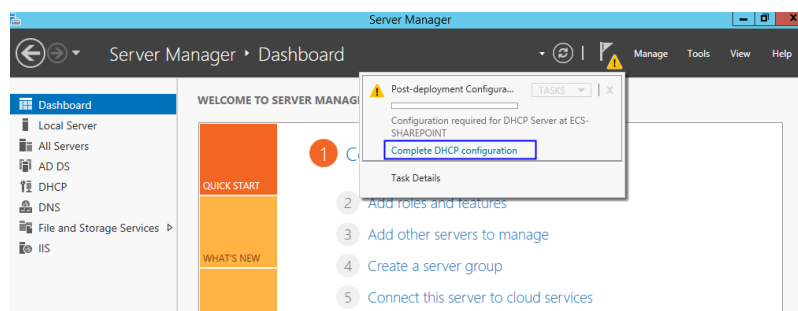 Server Manager
Server Manager • Dashboard
Manage Tools View Help
Dashboard
Local Server
All Servers
AD DS
DHCP
DNS
File and Storage Services
IIS
WELCOME TO SERVER MANAG
Post-deployment Configura...
TASKS
X
Configuration required for DHCP Server at ECS-
SHAREPOINT
Complete DHCP configuration
Task Details
QUICK START
WHAT'S NEW
1 C
2 Add roles and features
3 Add other servers to manage
4 Create a server group
5 Connect this server to cloud services